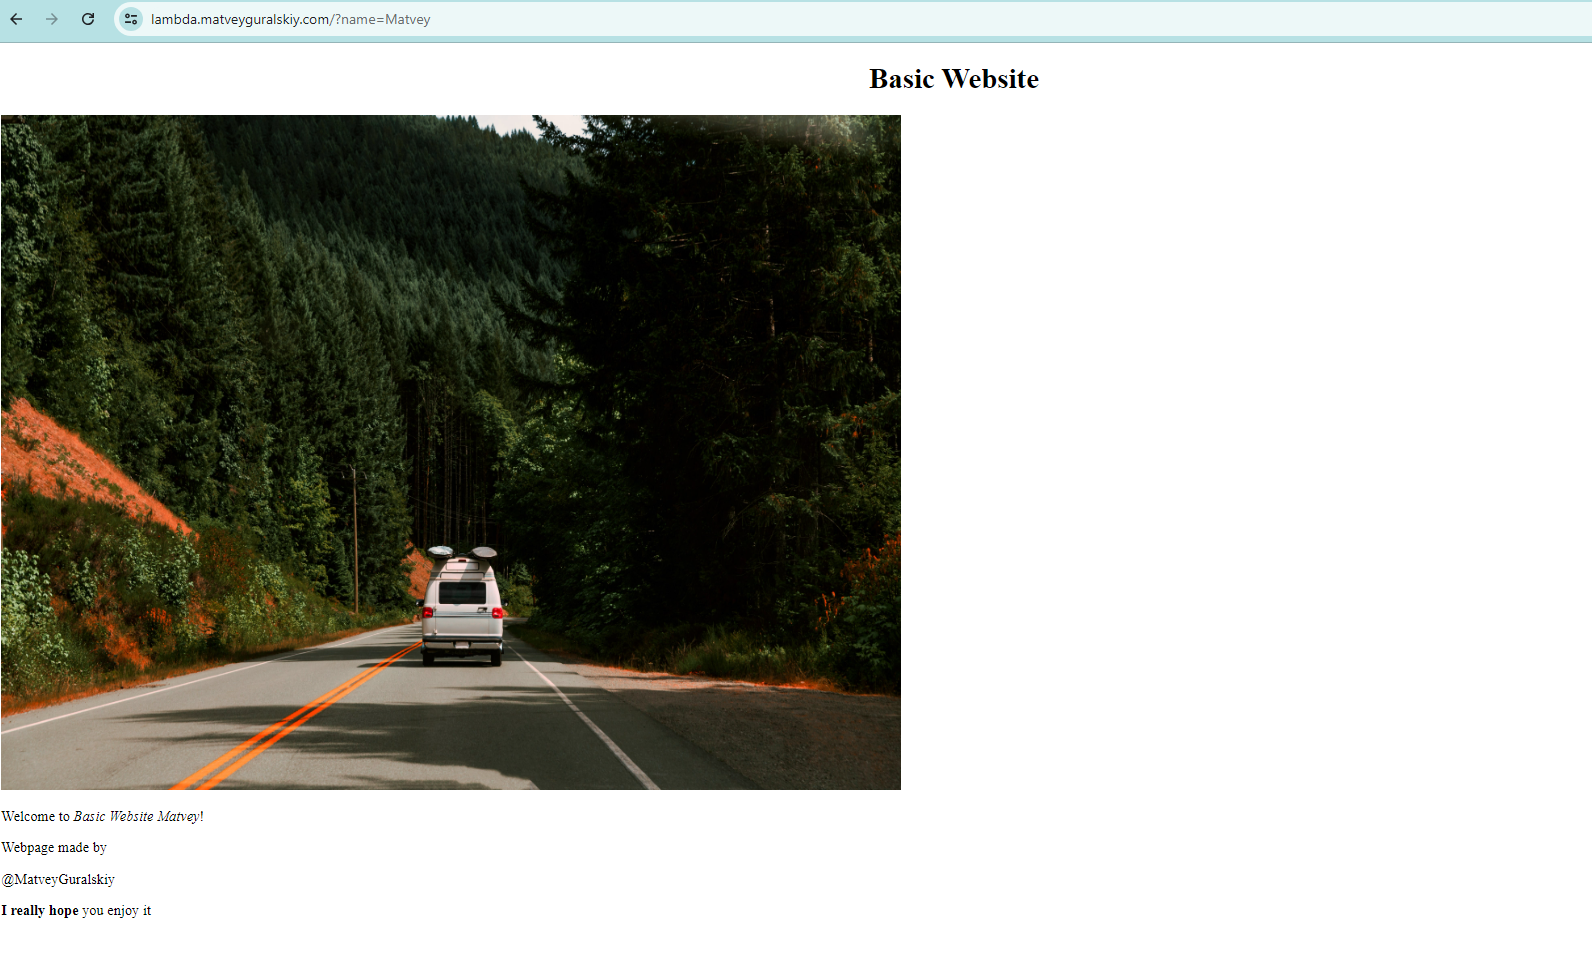 lambda.matveyguralskiy.com/?name=Matvey
Basic Website
Welcome to Basic Website Matvey!
Webpage made by
@MatveyGuralskiy
I really hope you enjoy it